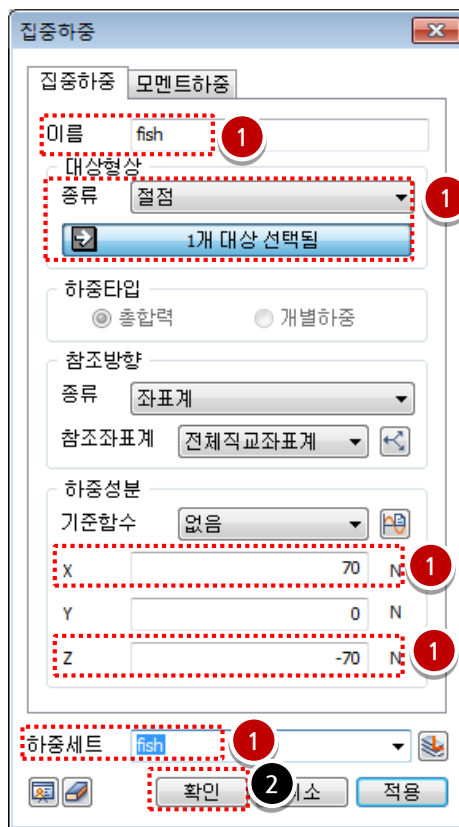 집중하중
집중하중 모멘트하중
이름 fish 1
대상형상
종류 절점 1
1개 대상 선택됨
하중타입
총합력 개별하중
참조방향
종류 좌표계
참조좌표계 전체직교좌표계
하중성분
기준함수 없음
X 70 N 1
Y 0 N
Z -70 N 1
하중세트 fish 1
확인 2 적용